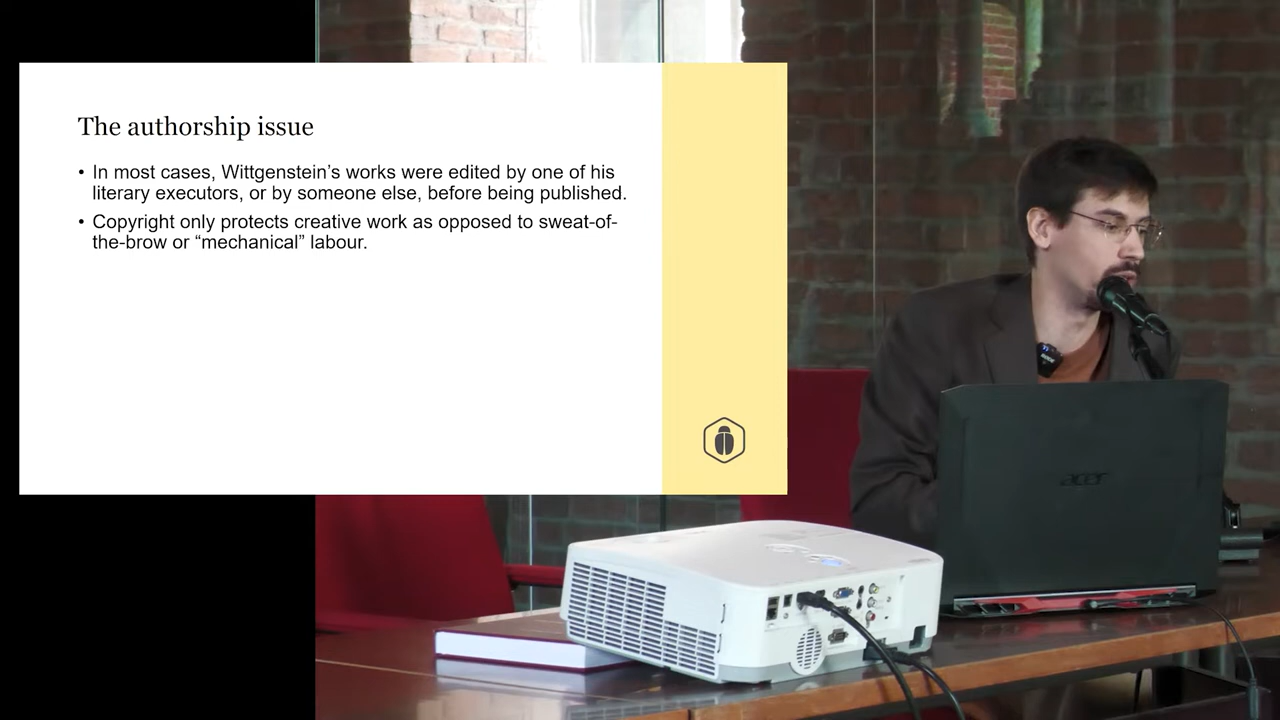 The authorship issue
• In most cases, Wittgenstein’s works were edited by one of his
literary executors, or by someone else, before being published.
• Copyright only protects creative work as opposed to sweat-of-
the-brow or “mechanical” labour.
acer